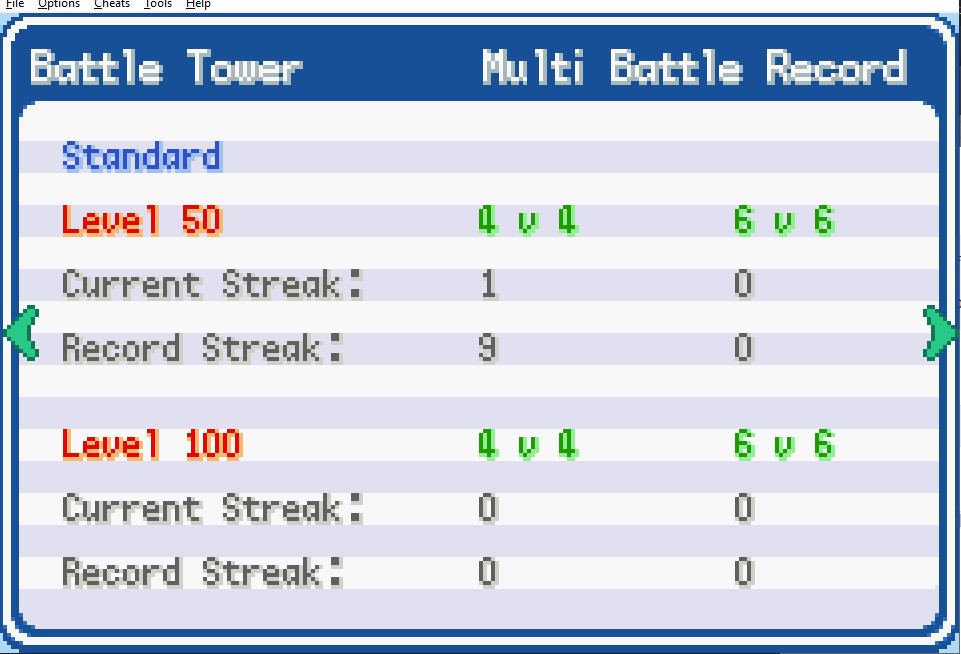 File Options Cheats Tools Help
Battle Tower Multi Battle Record
Standard
Level 50 4 v 4 6 v 6
Current Streak: 1 0
Record Streak: 9 0
Level 100 4 v 4 6 v 6
Current Streak: 0 0
Record Streak: 0 0